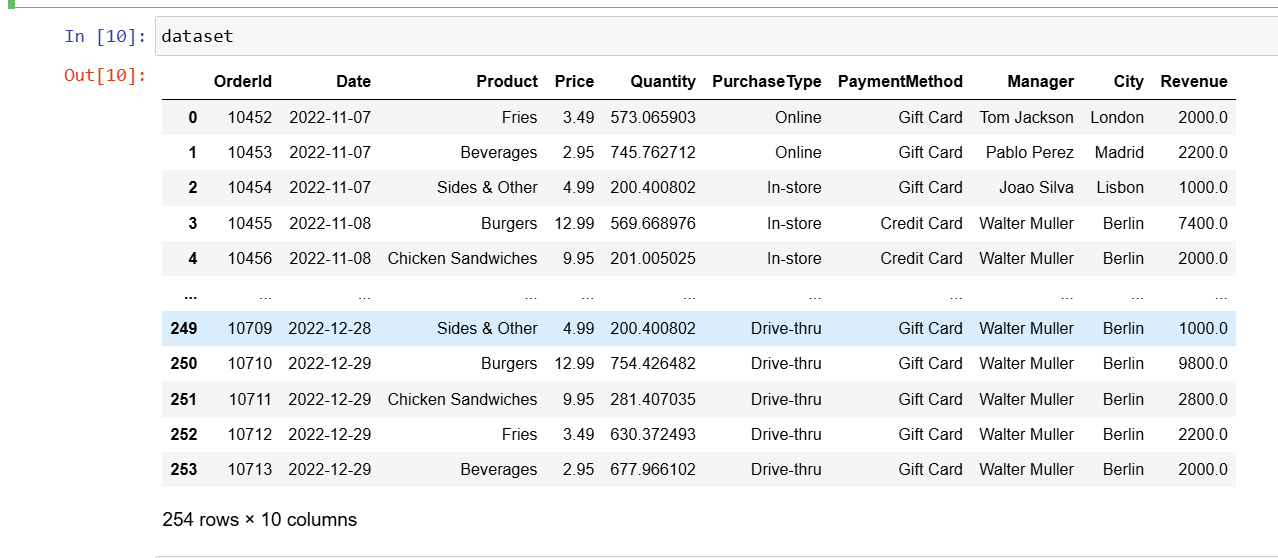 In [10]: dataset
Out[10]:
OrderId Date Product Price Quantity PurchaseType PaymentMethod Manager City Revenue
0 10452 2022-11-07 Fries 3.49 573.065903 Online Gift Card Tom Jackson London 2000.0
1 10453 2022-11-07 Beverages 2.95 745.762712 Online Gift Card Pablo Perez Madrid 2200.0
2 10454 2022-11-07 Sides & Other 4.99 200.400802 In-store Gift Card Joao Silva Lisbon 1000.0
3 10455 2022-11-08 Burgers 12.99 569.668976 In-store Credit Card Walter Muller Berlin 7400.0
4 10456 2022-11-08 Chicken Sandwiches 9.95 201.005025 In-store Credit Card Walter Muller Berlin 2000.0
... ... ... ... ... ... ... ... ... ... ...
249 10709 2022-12-28 Sides & Other 4.99 200.400802 Drive-thru Gift Card Walter Muller Berlin 1000.0
250 10710 2022-12-29 Burgers 12.99 754.426482 Drive-thru Gift Card Walter Muller Berlin 9800.0
251 10711 2022-12-29 Chicken Sandwiches 9.95 281.407035 Drive-thru Gift Card Walter Muller Berlin 2800.0
252 10712 2022-12-29 Fries 3.49 630.372493 Drive-thru Gift Card Walter Muller Berlin 2200.0
253 10713 2022-12-29 Beverages 2.95 677.966102 Drive-thru Gift Card Walter Muller Berlin 2000.0
254 rows × 10 columns